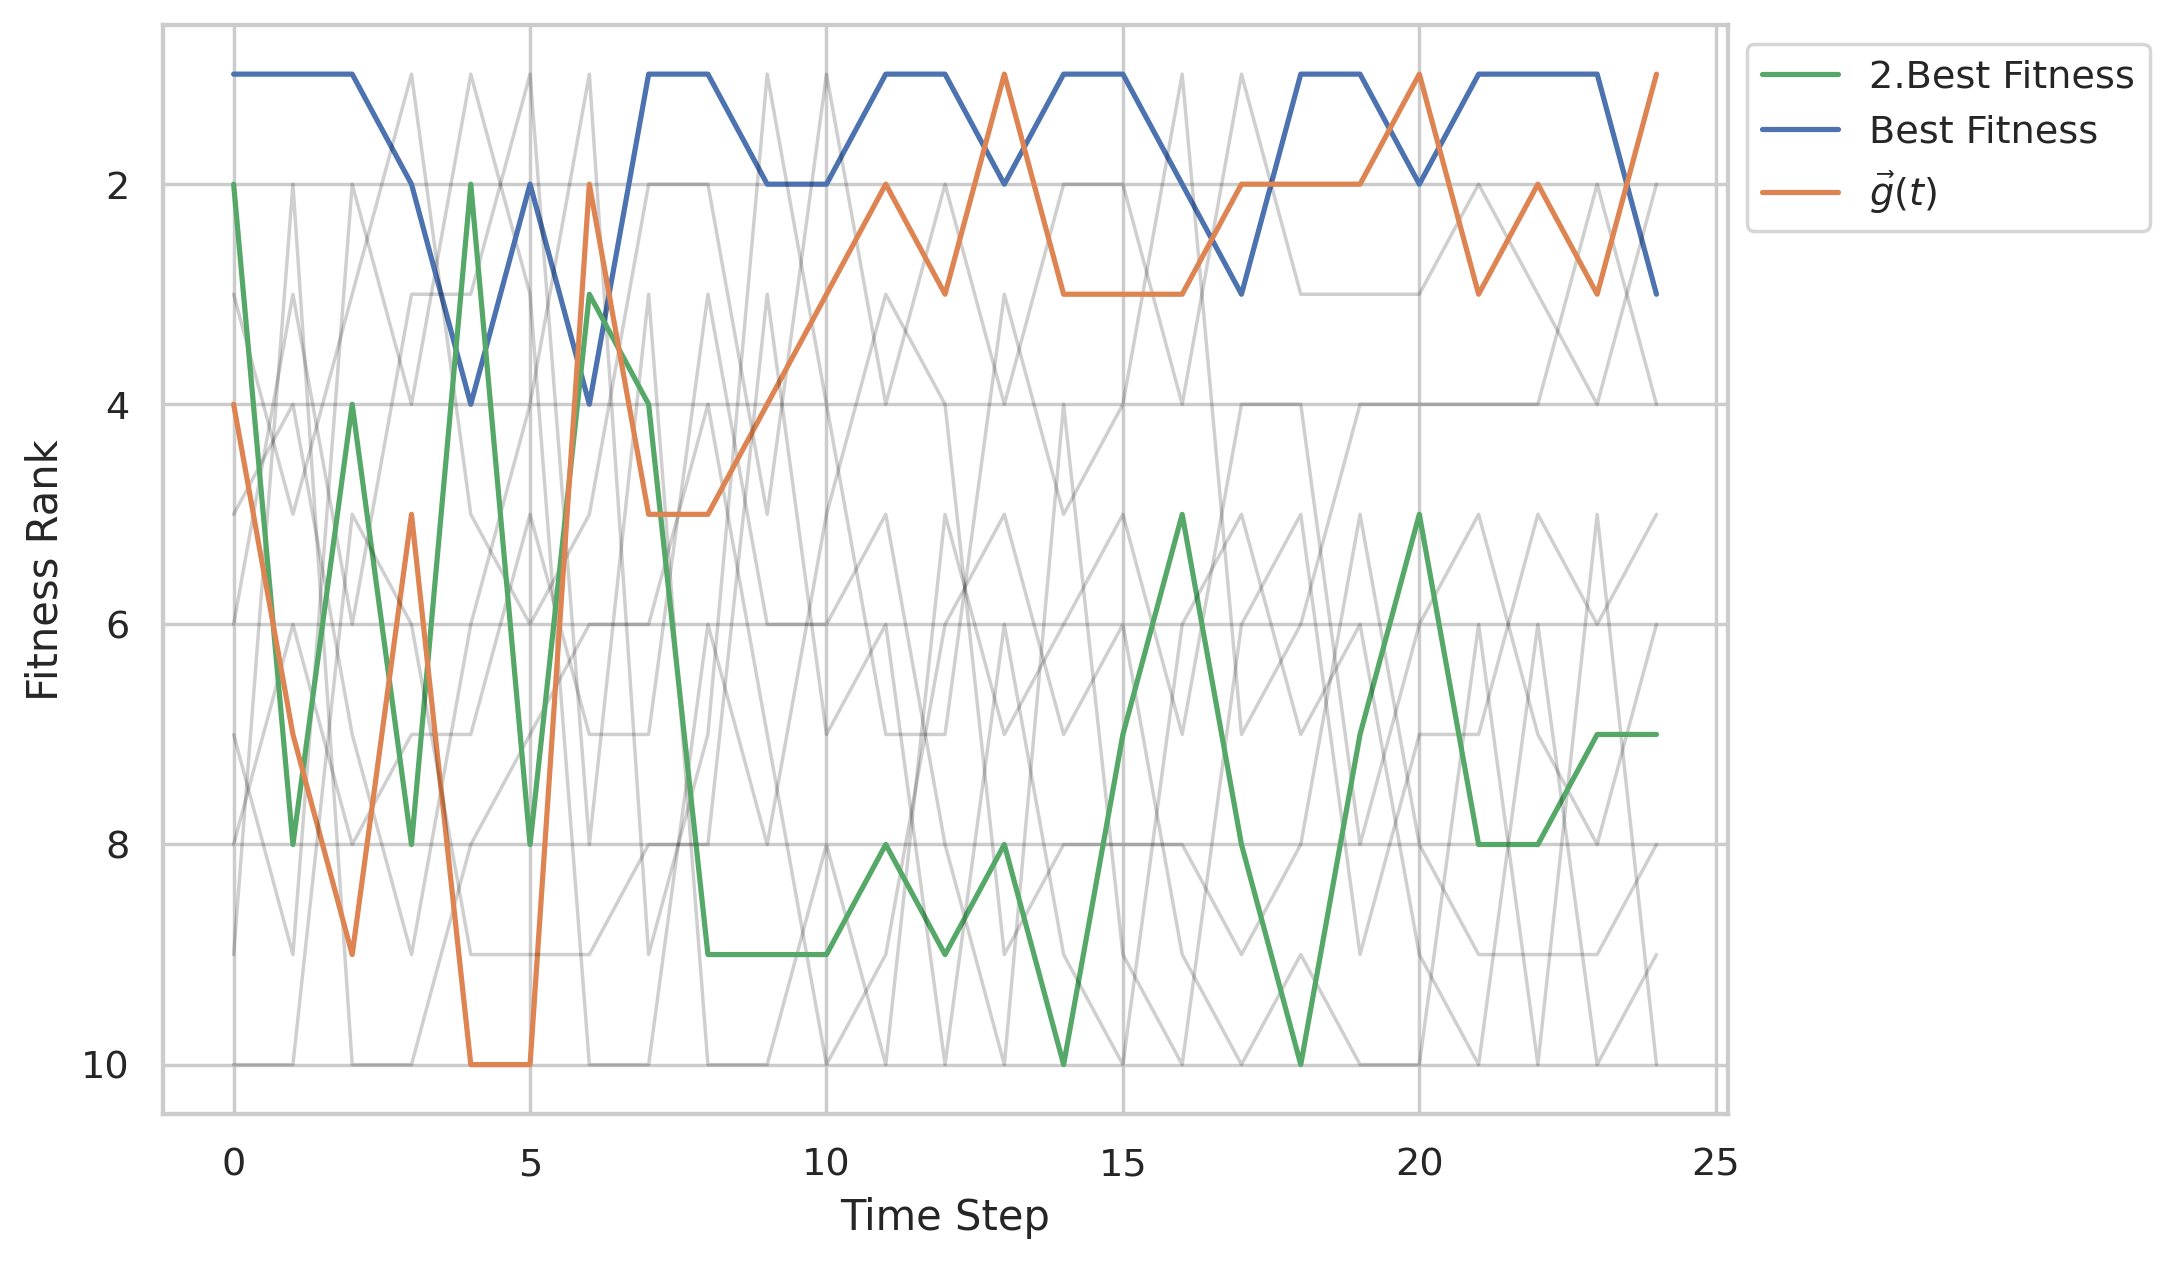 2.Best Fitness
Best Fitness
g⃗(t)
2
4
6
8
10
Fitness Rank
0 5 10 15 20 25
Time Step